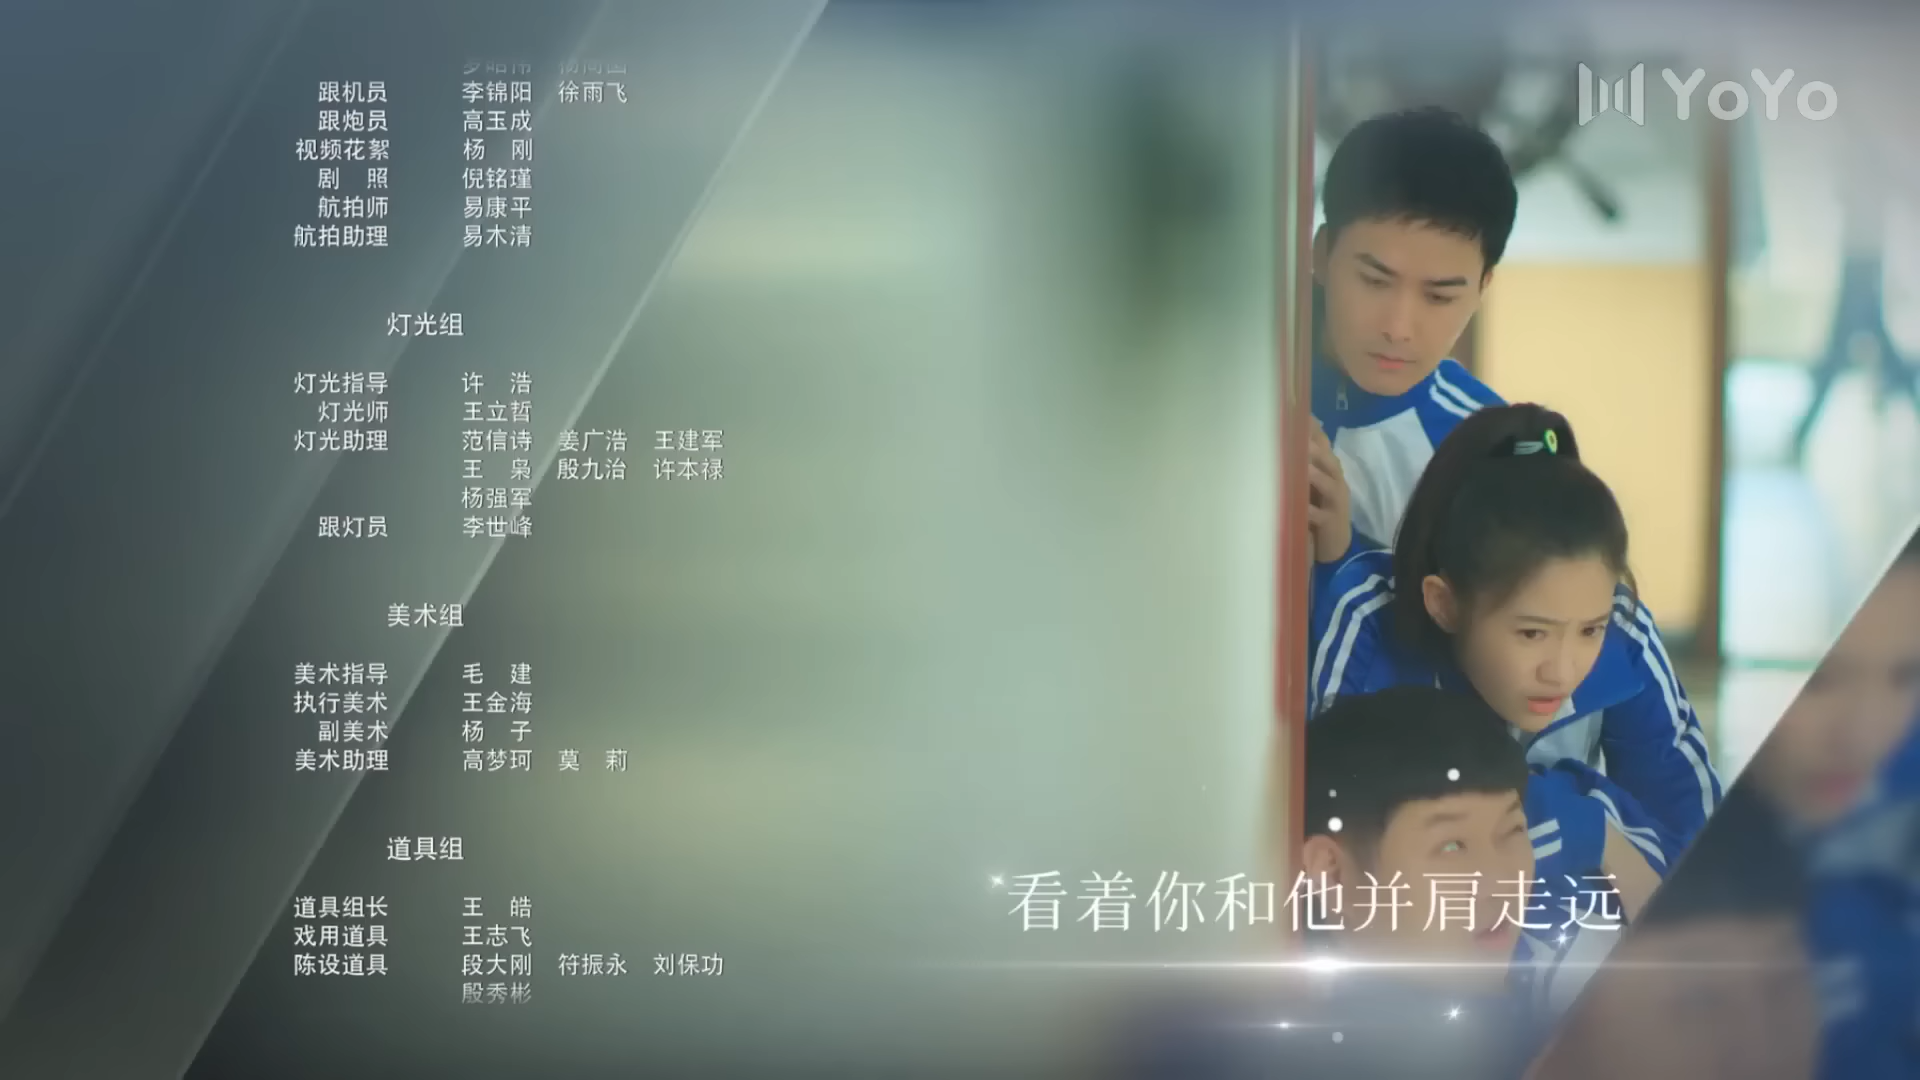 YoYo
跟机员 李锦阳 徐雨飞
跟炮员 高玉成
视频花絮 杨 刚
剧 照 倪铭瑾
航拍师 易康平
航拍助理 易木清
灯光组
灯光指导 许 浩
灯光师 王立哲
灯光助理 范信诗 姜广浩 王建军
王 枭 殷九治 许本禄
杨强军
跟灯员 李世峰
美术组
美术指导 毛 建
执行美术 王金海
副美术 杨 子
美术助理 高梦珂 莫 莉
道具组
道具组长 王 皓
戏用道具 王志飞
陈设道具 段大刚 符振永 刘保功
殷秀彬
看着你和他并肩走远